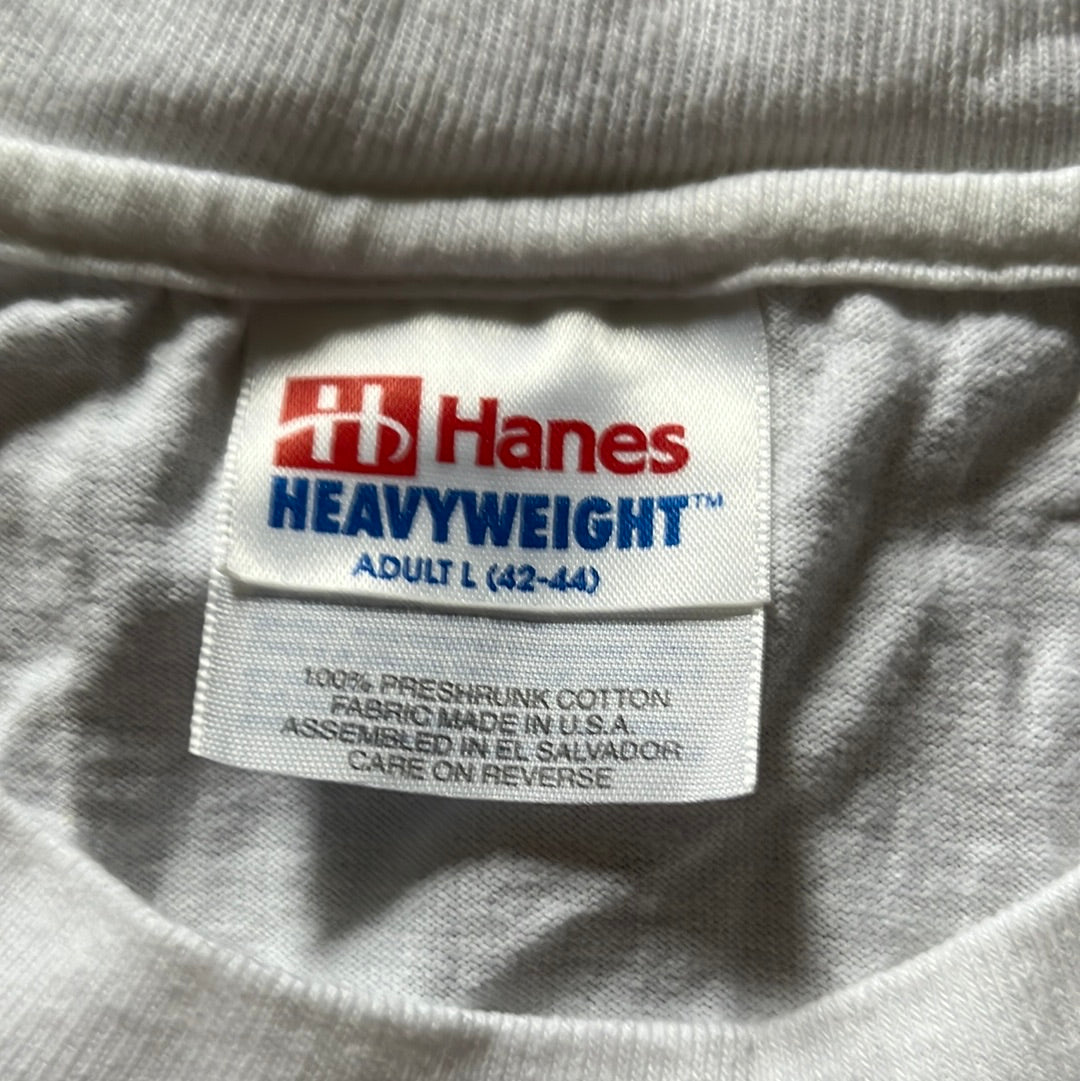 Hanes
HEAVYWEIGHT™
ADULT L (42-44)
100% PRESHRUNK COTTON
FABRIC MADE IN U.S.A.
ASSEMBLED IN EL SALVADOR
CARE ON REVERSE